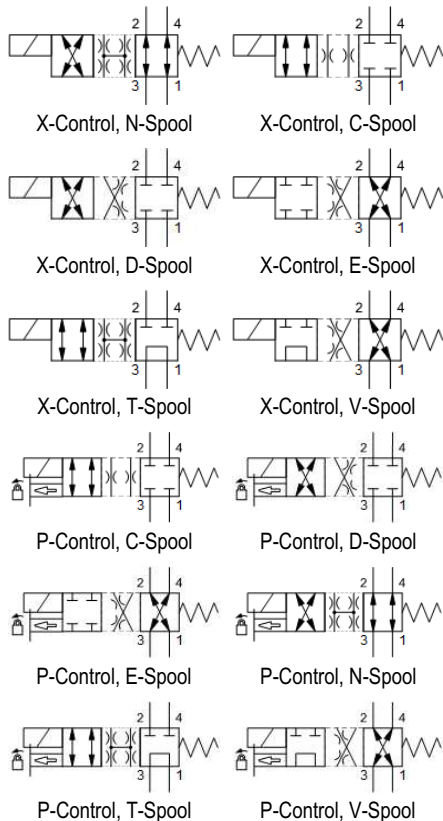 2 4 2 4
3 1 3 1
X-Control, N-Spool X-Control, C-Spool
2 4 2 4
3 1 3 1
X-Control, D-Spool X-Control, E-Spool
2 4 2 4
3 1 3 1
X-Control, T-Spool X-Control, V-Spool
2 4 2 4
3 1 3 1
P-Control, C-Spool P-Control, D-Spool
2 4 2 4
3 1 3 1
P-Control, E-Spool P-Control, N-Spool
2 4 2 4
3 1 3 1
P-Control, T-Spool P-Control, V-Spool